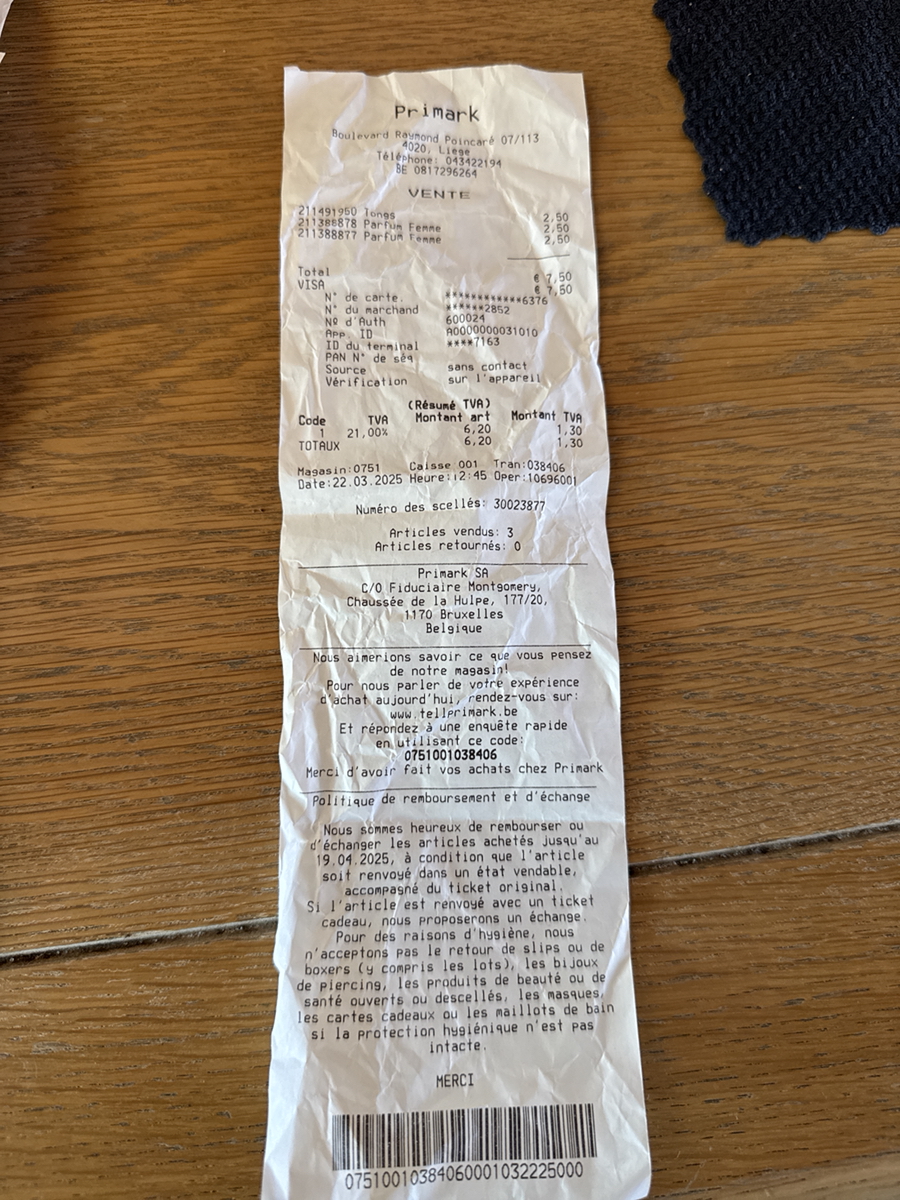 Primark
Boulevard Raymond Poincaré 07/113
4020, Liege
Téléphone: 043422194
BE 0817296264
VENTE
211491950 Tongs 2,50
211388878 Parfum Femme 2,50
211388877 Parfum Femme 2,50
Total € 7,50
VISA € 7,50
N° de carte. ************6376
N° du marchand ******2852
Nº d'Auth 600024
App. ID A0000000031010
ID du terminal ****7163
PAN N° de séq
Source sans contact
Vérification sur l'appareil
(Résumé TVA)
Code TVA Montant art Montant TVA
1 21,00% 6,20 1,30
TOTAUX 6,20 1,30
Magasin:0751 Caisse 001 Tran:038406
Date:22.03.2025 Heure:12:45 Oper:10696001
Numéro des scellés: 30023877
Articles vendus: 3
Articles retournés: 0
Primark SA
C/O Fiduciaire Montgomery,
Chaussée de la Hulpe, 177/20,
1170 Bruxelles
Belgique
Nous aimerions savoir ce que vous pensez
de notre magasin!
Pour nous parler de votre expérience
d'achat aujourd'hui, rendez-vous sur:
www.tellprimark.be
Et répondez à une enquête rapide
en utilisant ce code:
0751001038406
Merci d'avoir fait vos achats chez Primark
Politique de remboursement et d'échange
Nous sommes heureux de rembourser ou
d'échanger les articles achetés jusqu'au
19.04.2025, à condition que l'article
soit renvoyé dans un état vendable,
accompagné du ticket original.
Si l'article est renvoyé avec un ticket
cadeau, nous proposerons un échange.
Pour des raisons d'hygiène, nous
n'acceptons pas le retour de slips ou de
boxers (y compris les lots), les bijoux
de piercing, les produits de beauté ou de
santé ouverts ou descellés, les masques,
les cartes cadeaux ou les maillots de bain
si la protection hygiénique n'est pas
intacte.
MERCI
07510010384060001032225000